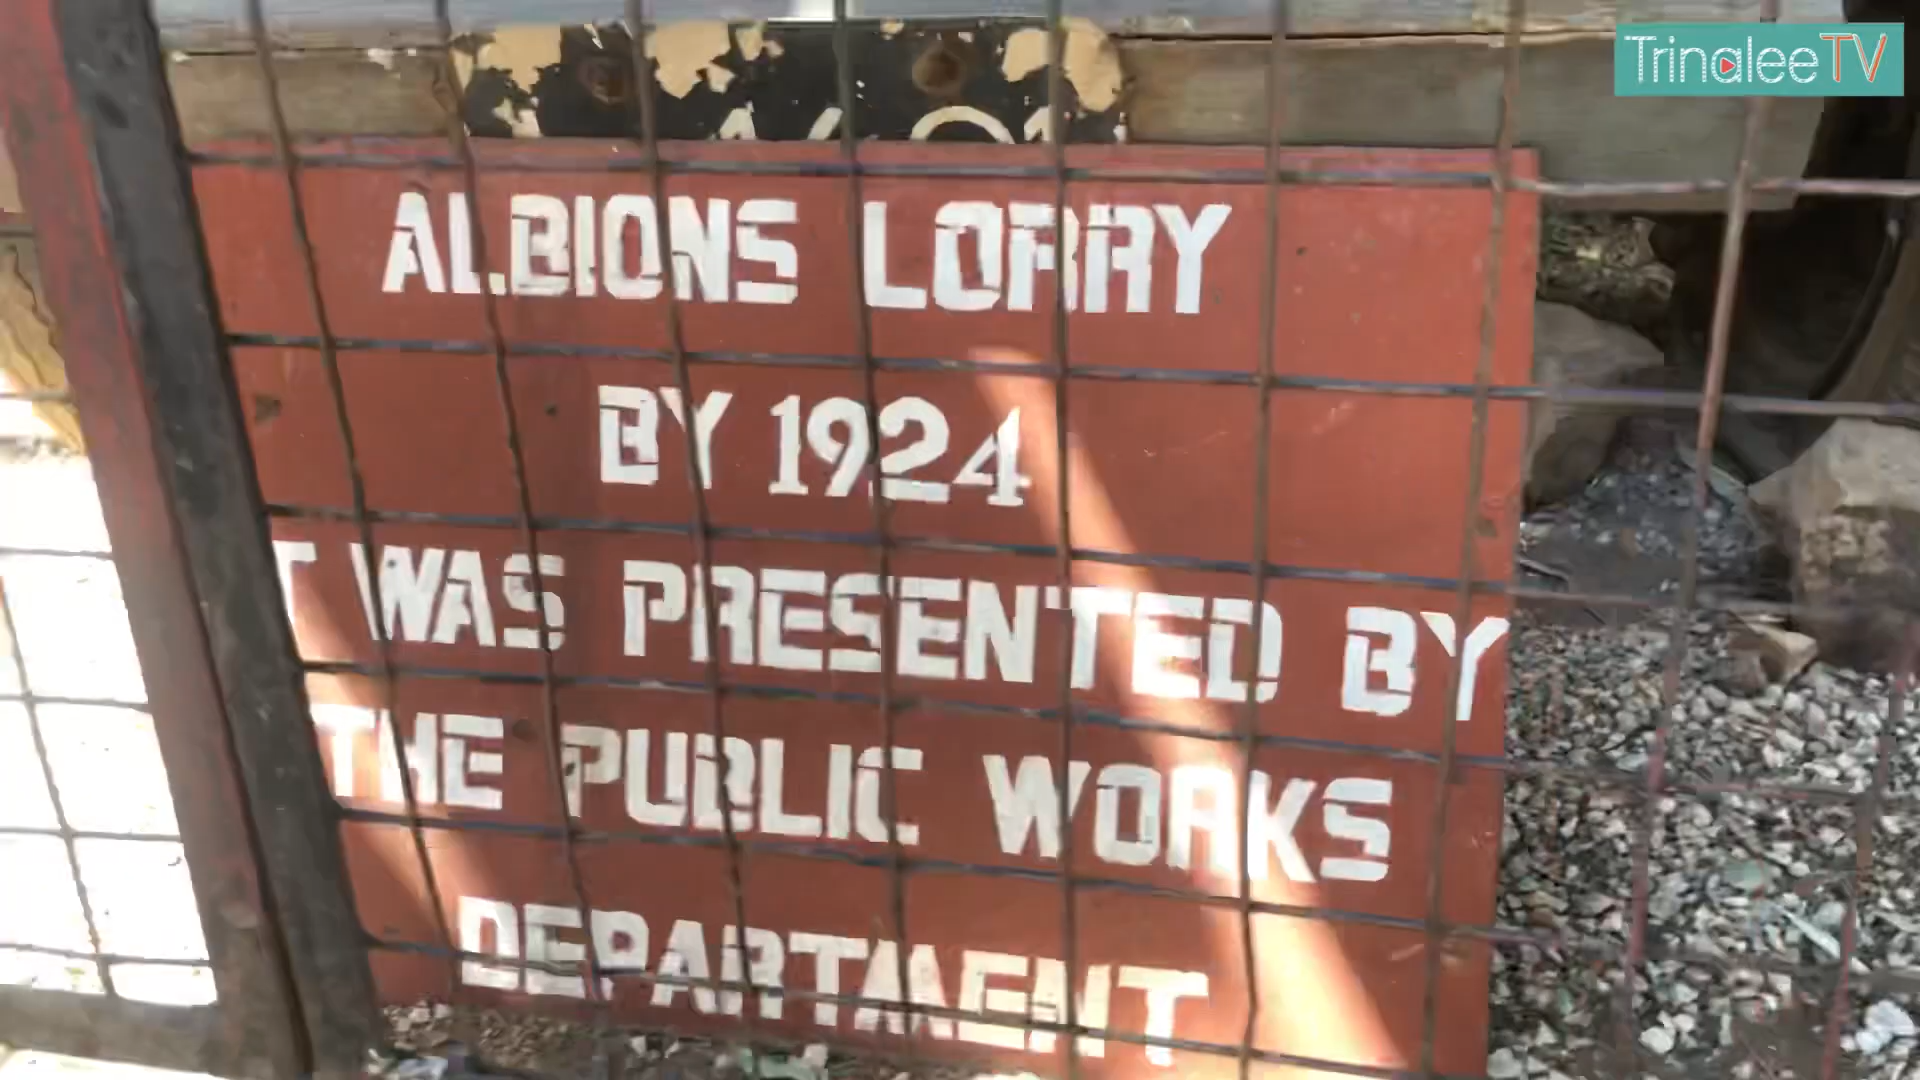 TrinaleeTV
ALBIONS LORRY
BY 1924
T WAS PRESENTED BY
THE PUBLIC WORKS
DEPARTMENT